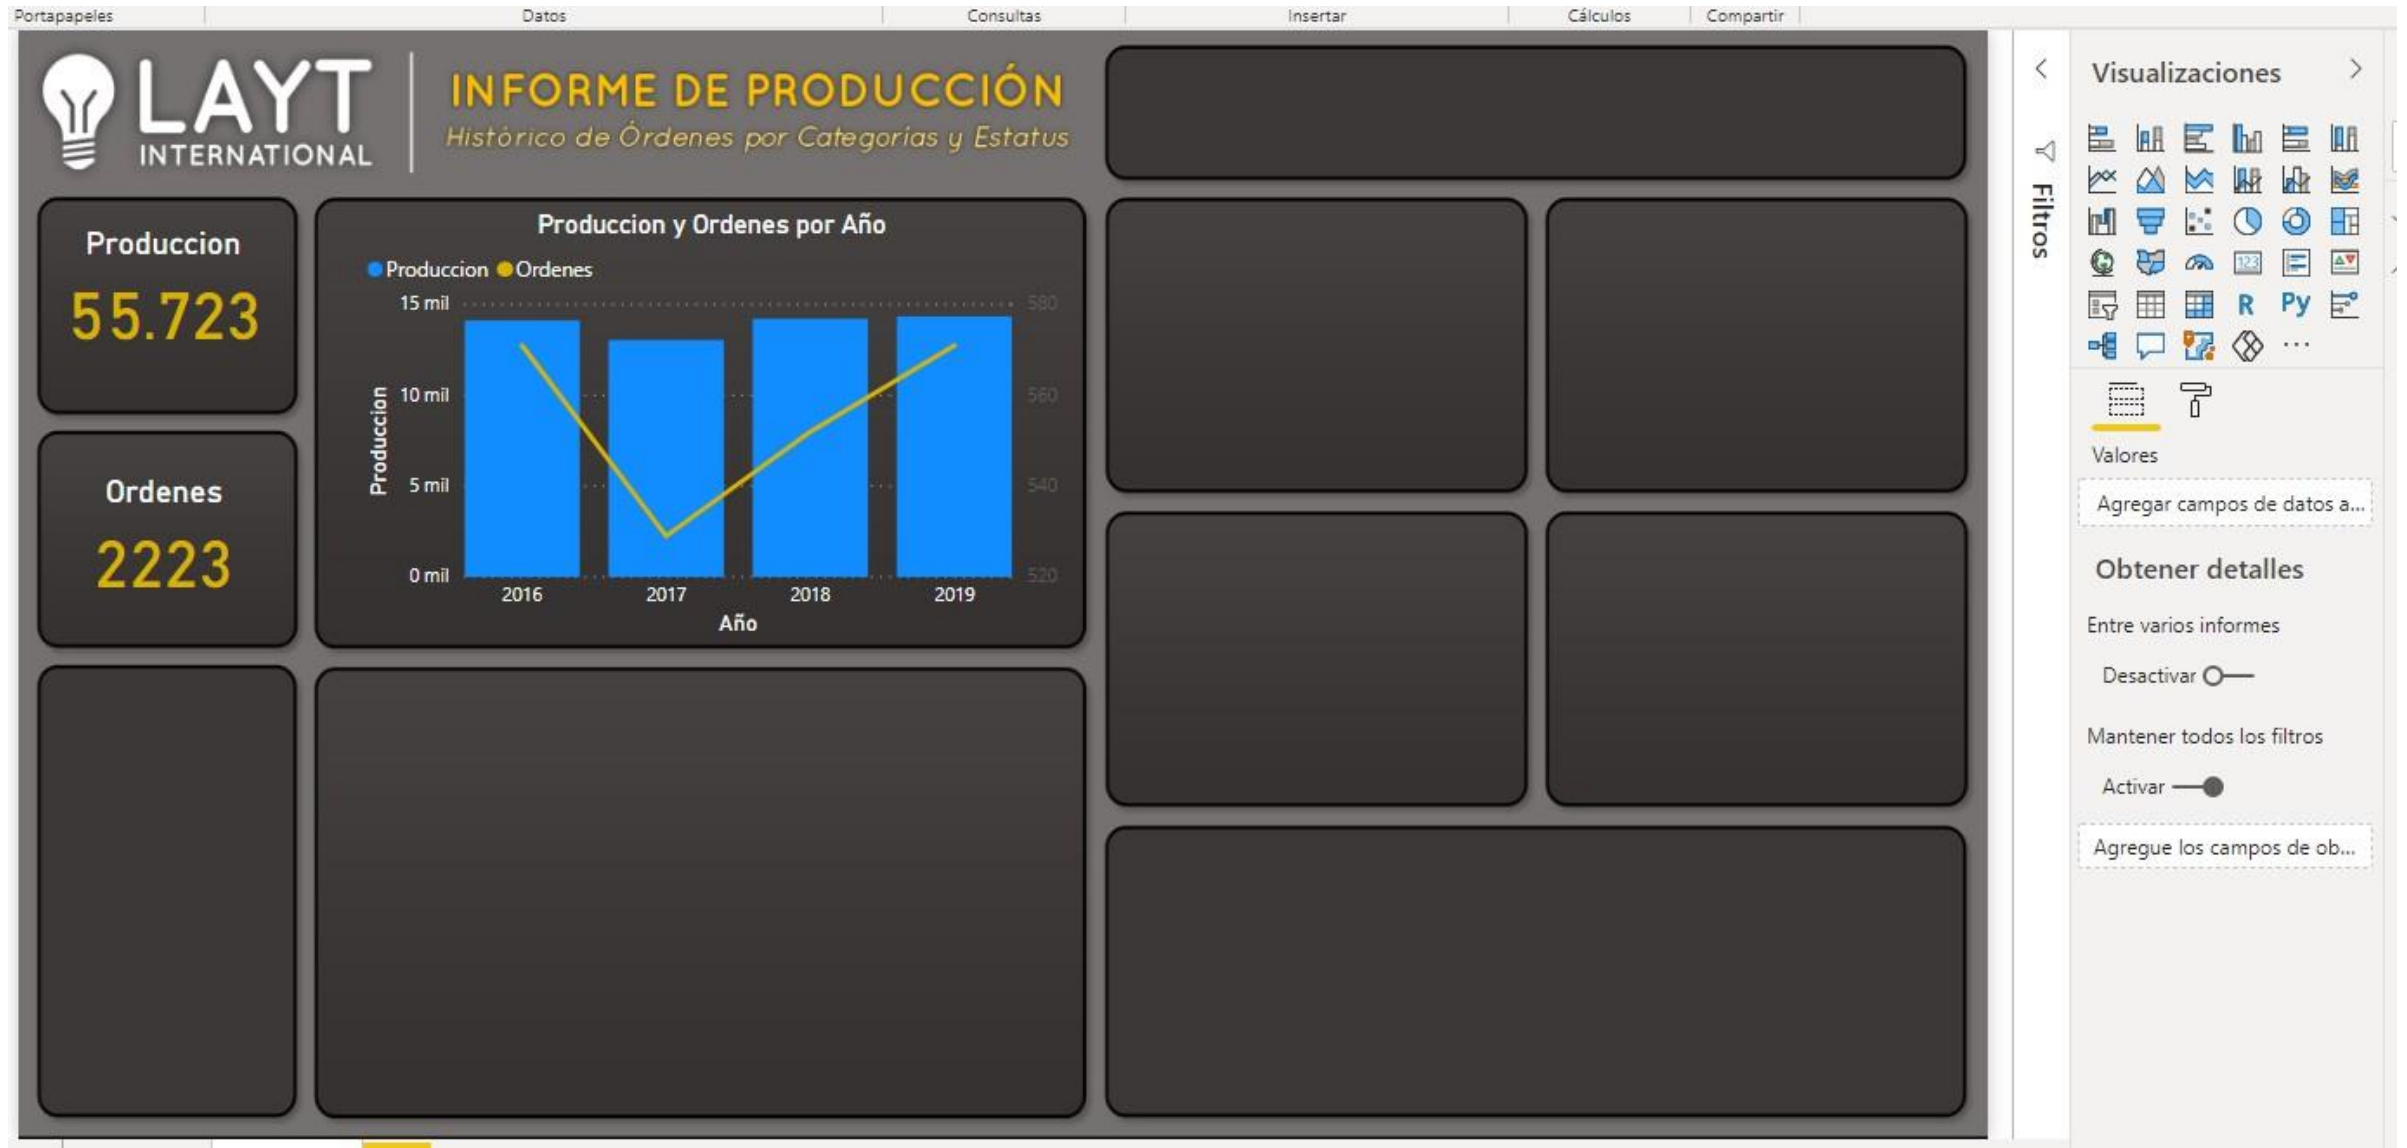 Portapapeles
Datos
Consultas
Insertar
Cálculos
Compartir
LAYT
INTERNATIONAL
INFORME DE PRODUCCIÓN
Histórico de Órdenes por Categorías y Estatus
Produccion
55.723
Ordenes
2223
Produccion y Ordenes por Año
Produccion
Ordenes
15 mil
10 mil
5 mil
0 mil
Produccion
580
560
540
520
2016
2017
2018
2019
Año
Filtros
Visualizaciones
123
R
Py
Valores
Agregar campos de datos a...
Obtener detalles
Entre varios informes
Desactivar
Mantener todos los filtros
Activar
Agregue los campos de ob...